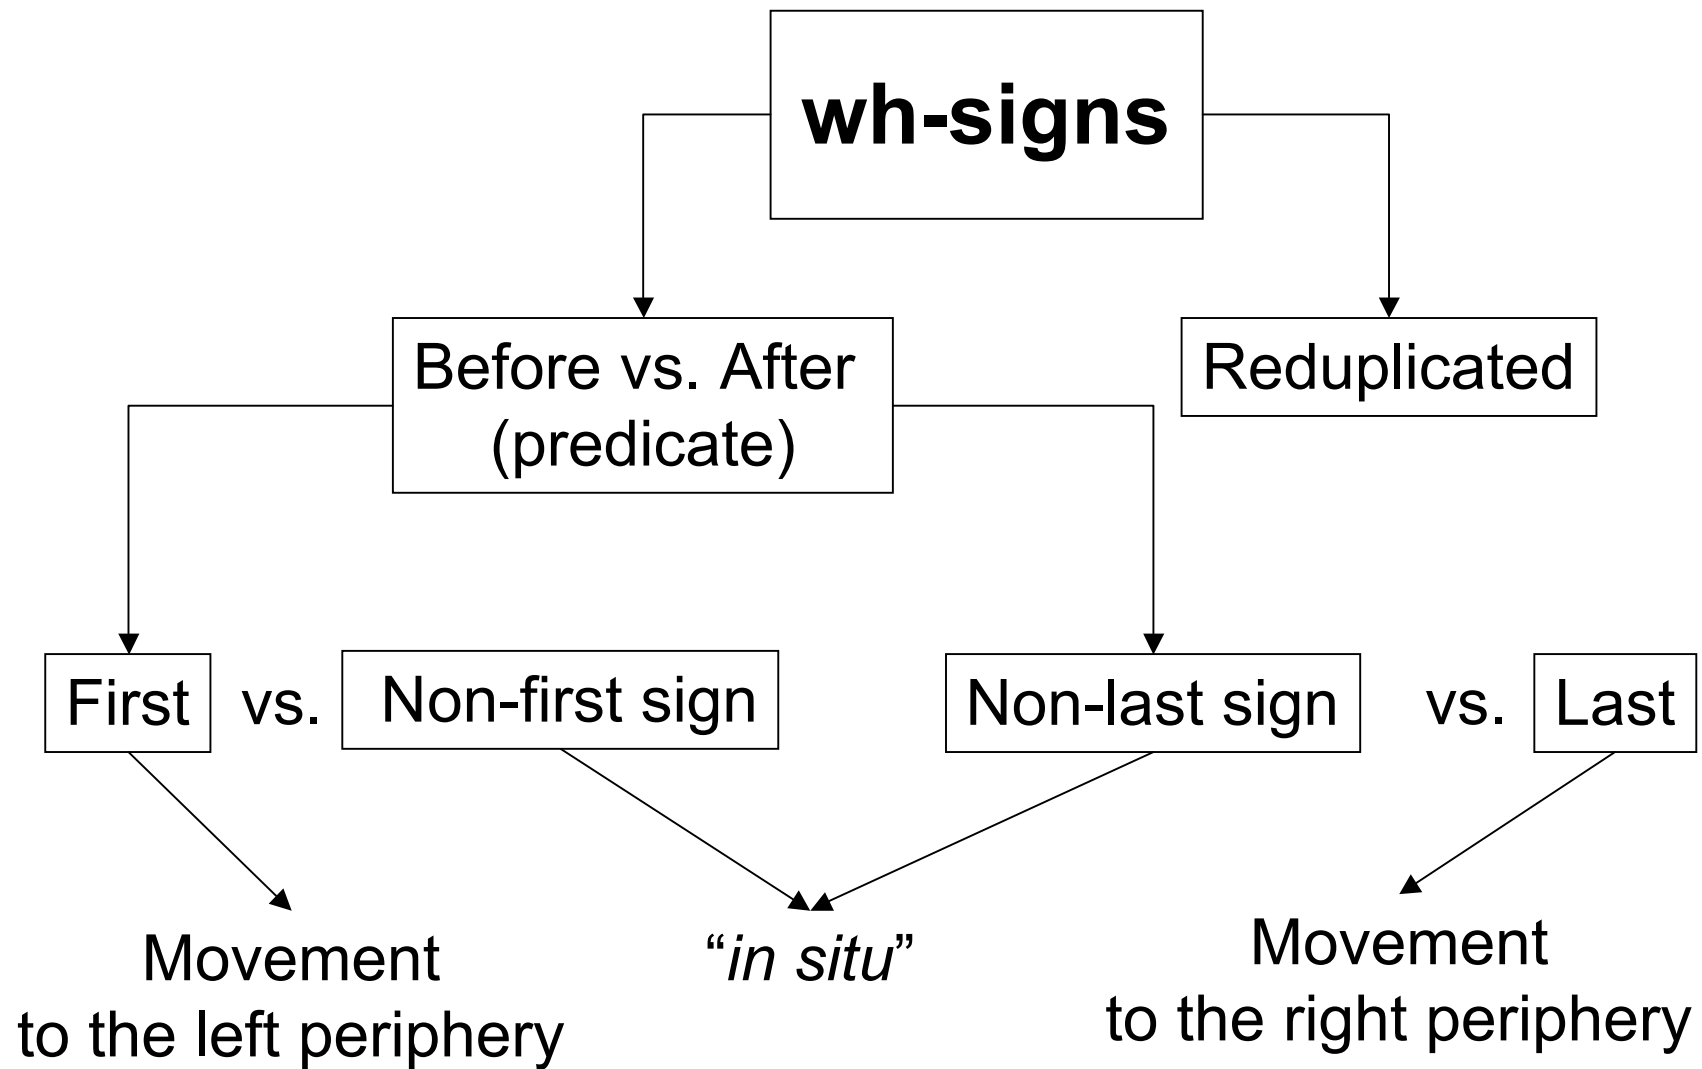 wh-signs
Before vs. After
(predicate)
Reduplicated
First vs. Non-first sign Non-last sign vs. Last
Movement
to the left periphery
“in situ”
Movement
to the right periphery